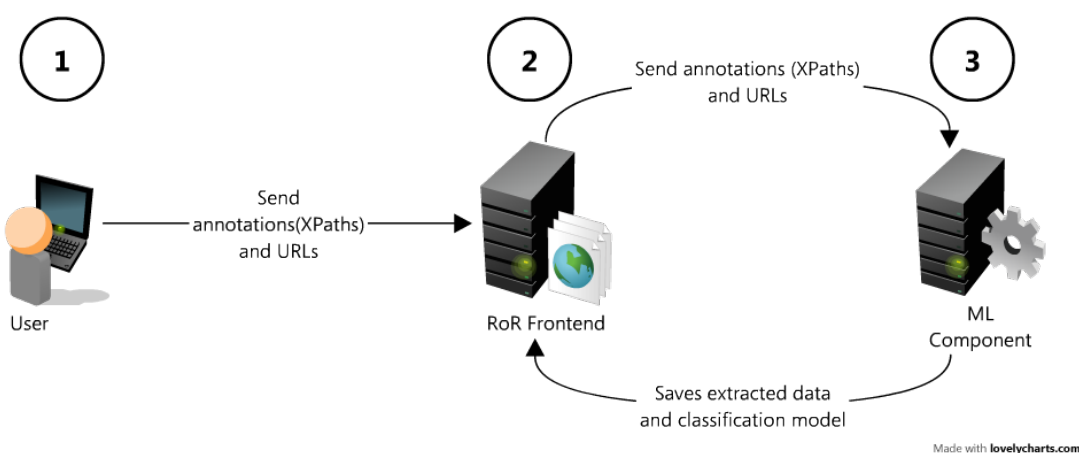 1
2
3
Send annotations (XPaths)
and URLs
Send
annotations(XPaths)
and URLs
User
RoR Frontend
ML
Component
Saves extracted data
and classification model
Made with lovelycharts.com